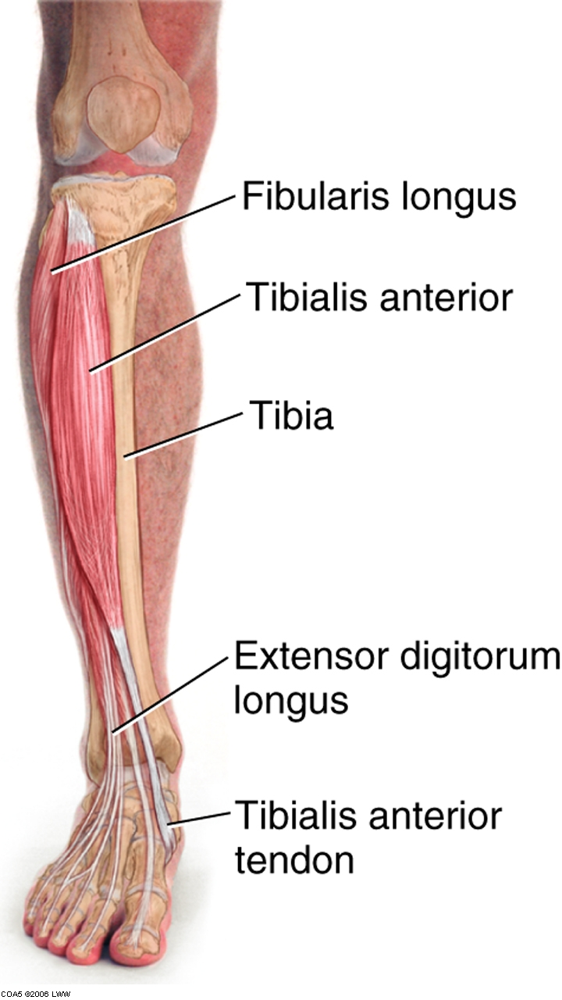 Fibularis longus
Tibialis anterior
Tibia
Extensor digitorum
longus
Tibialis anterior
tendon
COA5 ©2006 LWW